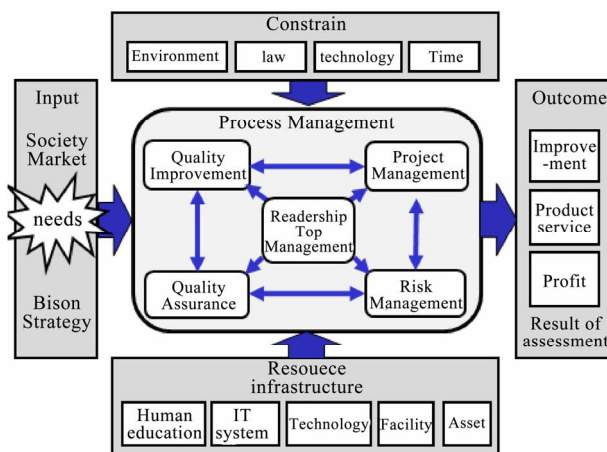 Constrain
Environment
law
technology
Time
Input
Society
Market
needs
Bison
Strategy
Process Management
Quality
Improvement
Project
Management
Readership
Top
Management
Quality
Assurance
Risk
Management
Outcome
Improve
-ment
Product
service
Profit
Result of
assessment
Resouece
infrastructure
Human
education
IT
system
Technology
Facility
Asset